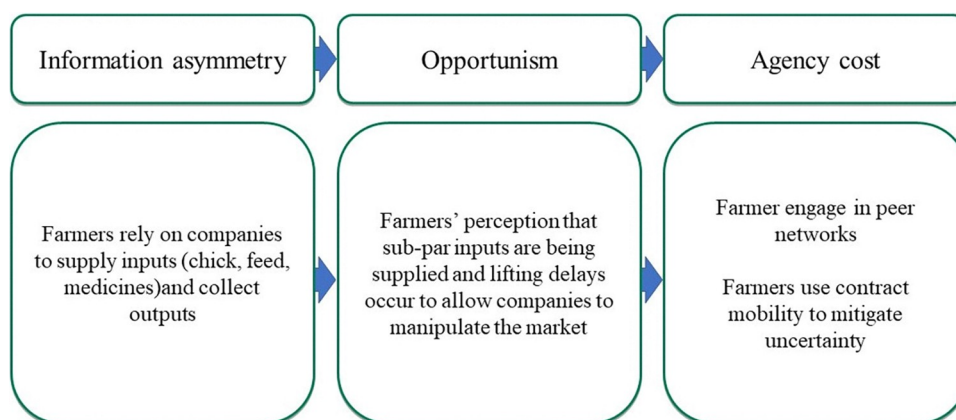 Information asymmetry
Opportunism
Agency cost
Farmers rely on companies
to supply inputs (chick, feed,
medicines)and collect
outputs
Farmers’ perception that
sub-par inputs are being
supplied and lifting delays
occur to allow companies to
manipulate the market
Farmer engage in peer
networks
Farmers use contract
mobility to mitigate
uncertainty